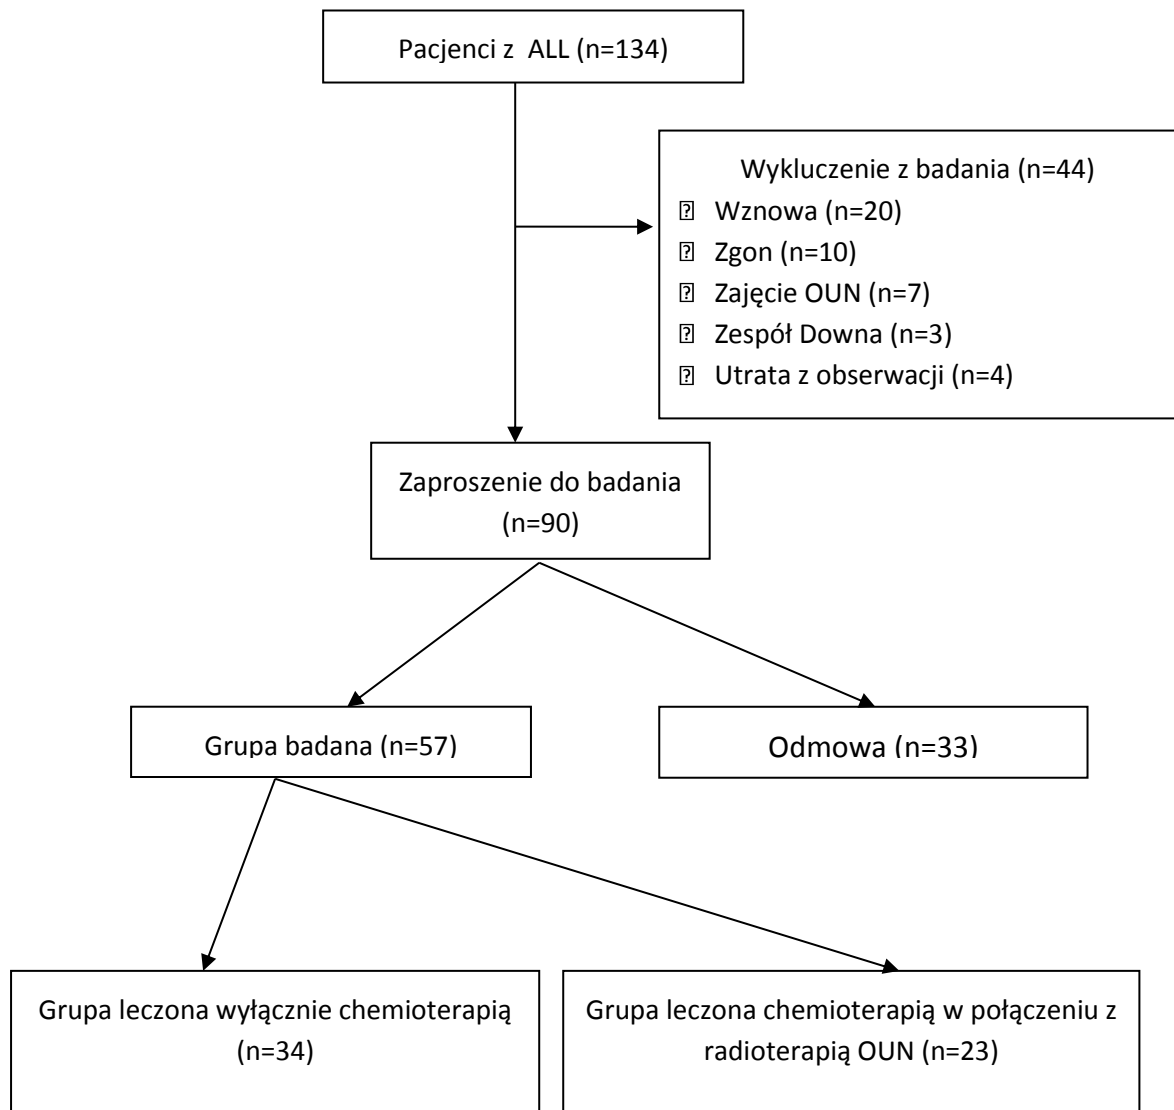 Pacjenci z ALL (n=134)
Wykluczenie z badania (n=44)
Wznowa (n=20)
Zgon (n=10)
Zajęcie OUN (n=7)
Zespół Downa (n=3)
Utrata z obserwacji (n=4)
Zaproszenie do badania
(n=90)
Grupa badana (n=57)
Odmowa (n=33)
Grupa leczona wyłącznie chemioterapią
(n=34)
Grupa leczona chemioterapią w połączeniu z
radioterapią OUN (n=23)